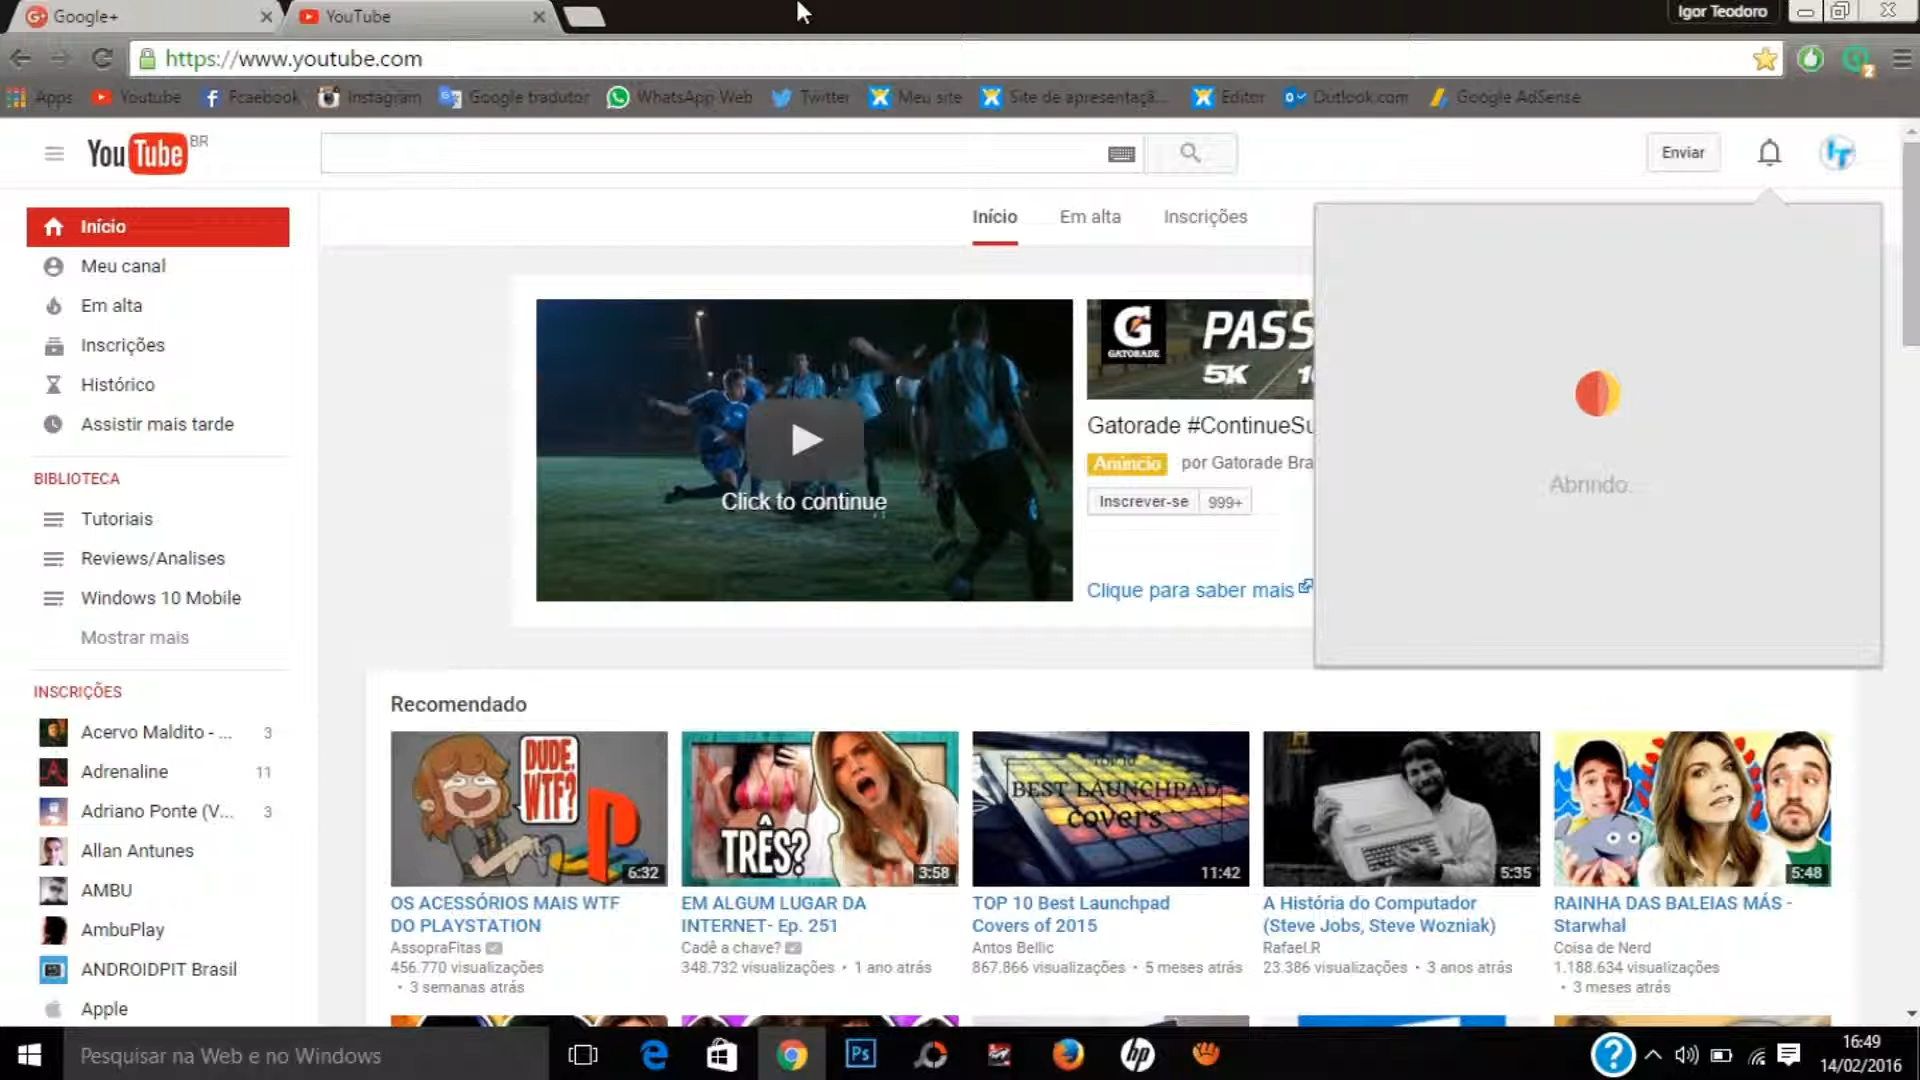 Google+
YouTube
Igor Teodoro
https://www.youtube.com
2
Apps
Youtube
Fcaebook
Instagram
Google tradutor
WhatsApp Web
Twitter
Meu site
Site de apresentaçã...
Editor
Outlook.com
Google AdSense
YouTube BR
Enviar
Início
Em alta
Inscrições
Início
Meu canal
Em alta
Inscrições
Histórico
Assistir mais tarde
BIBLIOTECA
Tutoriais
Reviews/Analises
Windows 10 Mobile
Mostrar mais
INSCRIÇÕES
Acervo Maldito - ... 3
Adrenaline 11
Adriano Ponte (V... 3
Allan Antunes
AMBU
AmbuPlay
ANDROIDPIT Brasil
Apple
Click to continue
G
GATORADE
PASS
5K
Gatorade #ContinueSu
Anúncio por Gatorade Bra
Inscrever-se 999+
Clique para saber mais
Abrindo...
Recomendado
DUDE,
WTF?
6:32
OS ACESSÓRIOS MAIS WTF
DO PLAYSTATION
AssopraFitas
456.770 visualizações
• 3 semanas atrás
TRÊS?
3:58
EM ALGUM LUGAR DA
INTERNET- Ep. 251
Cadê a chave?
348.732 visualizações • 1 ano atrás
TOP 10
BEST LAUNCHPAD
COVERS
11:42
TOP 10 Best Launchpad
Covers of 2015
Antos Bellic
867.866 visualizações • 5 meses atrás
H
5:35
A História do Computador
(Steve Jobs, Steve Wozniak)
Rafael.R
23.386 visualizações • 3 anos atrás
5:48
RAINHA DAS BALEIAS MÁS -
Starwhal
Coisa de Nerd
1.188.634 visualizações
• 3 meses atrás
Pesquisar na Web e no Windows
Ps
hp
?
16:49
14/02/2016